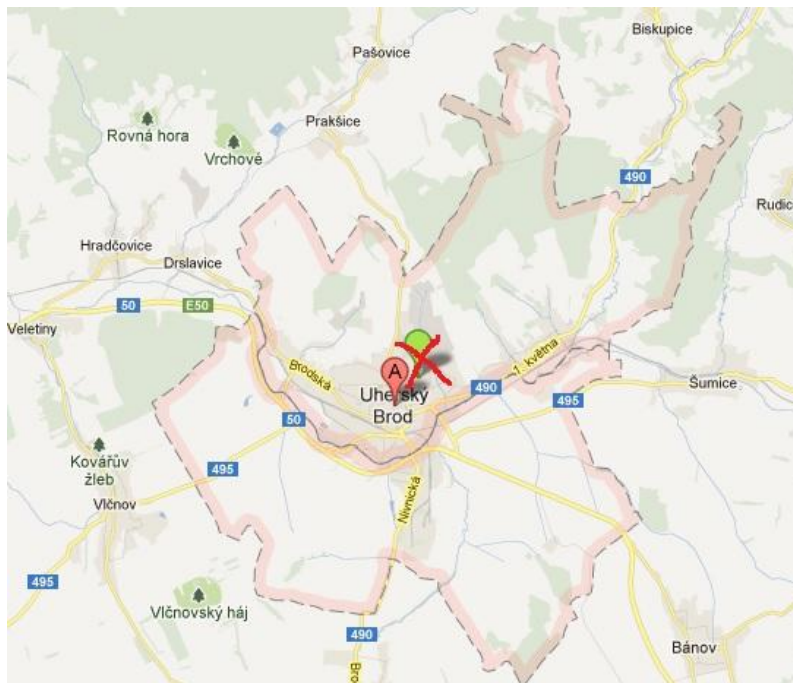 Biskupice
Pašovice
Prakšice
Rovná hora
Vrchové
490
Rudic
Hradčovice
Drslavice
50
E50
Veletiny
1. května
Brodská
A
490
Šumice
Uherský
Brod
495
50
Kovářův
žleb
495
Nivnická
Vlčnov
495
Vlčnovský háj
490
Bánov
Bro